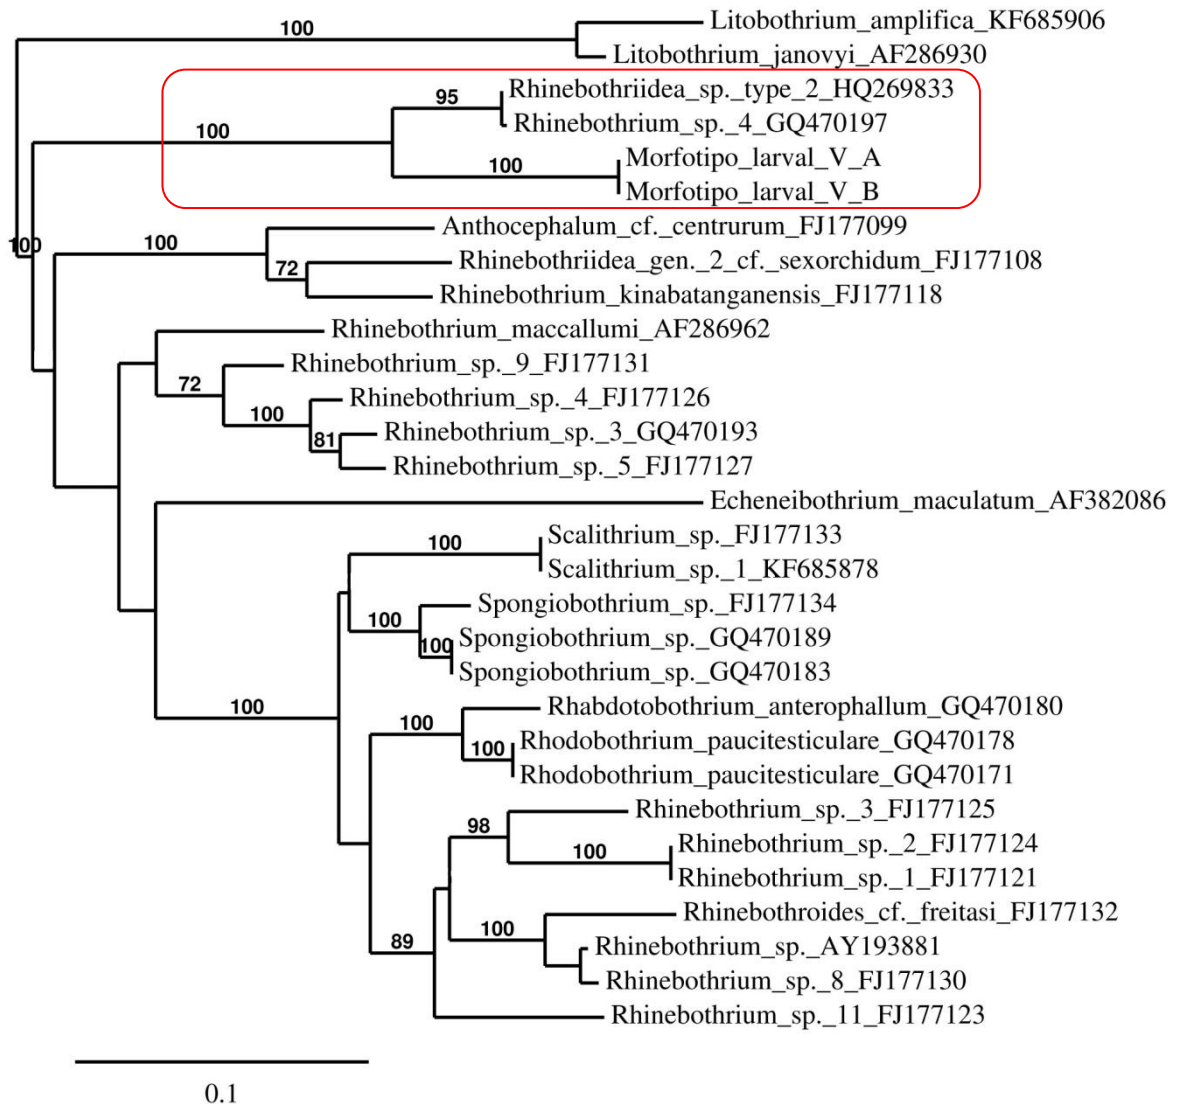 100
Litobothrium_amplifica_KF685906
Litobothrium_janovyi_AF286930
Rhinebothriidea_sp._type_2_HQ269833
95
Rhinebothrium_sp._4_GQ470197
100
Morfotipo_larval_V_A
100
Morfotipo_larval_V_B
Anthocephalum_cf._centrurum_FJ177099
100
100
Rhinebothriidea_gen._2_cf._sexorchidum_FJ177108
72
Rhinebothrium_kinabatanganensis_FJ177118
Rhinebothrium_maccallumi_AF286962
Rhinebothrium_sp._9_FJ177131
72
Rhinebothrium_sp._4_FJ177126
100
Rhinebothrium_sp._3_GQ470193
81
Rhinebothrium_sp._5_FJ177127
Echeneibothrium_maculatum_AF382086
Scalithrium_sp._FJ177133
100
Scalithrium_sp._1_KF685878
Spongiobothrium_sp._FJ177134
100
Spongiobothrium_sp._GQ470189
100
Spongiobothrium_sp._GQ470183
100
Rhabdotobothrium_anterophallum_GQ470180
100
Rhodobothrium_paucitesticulare_GQ470178
100
Rhodobothrium_paucitesticulare_GQ470171
Rhinebothrium_sp._3_FJ177125
98
Rhinebothrium_sp._2_FJ177124
100
Rhinebothrium_sp._1_FJ177121
Rhinebothroides_cf._freitasi_FJ177132
100
Rhinebothrium_sp._AY193881
89
Rhinebothrium_sp._8_FJ177130
Rhinebothrium_sp._11_FJ177123
0.1